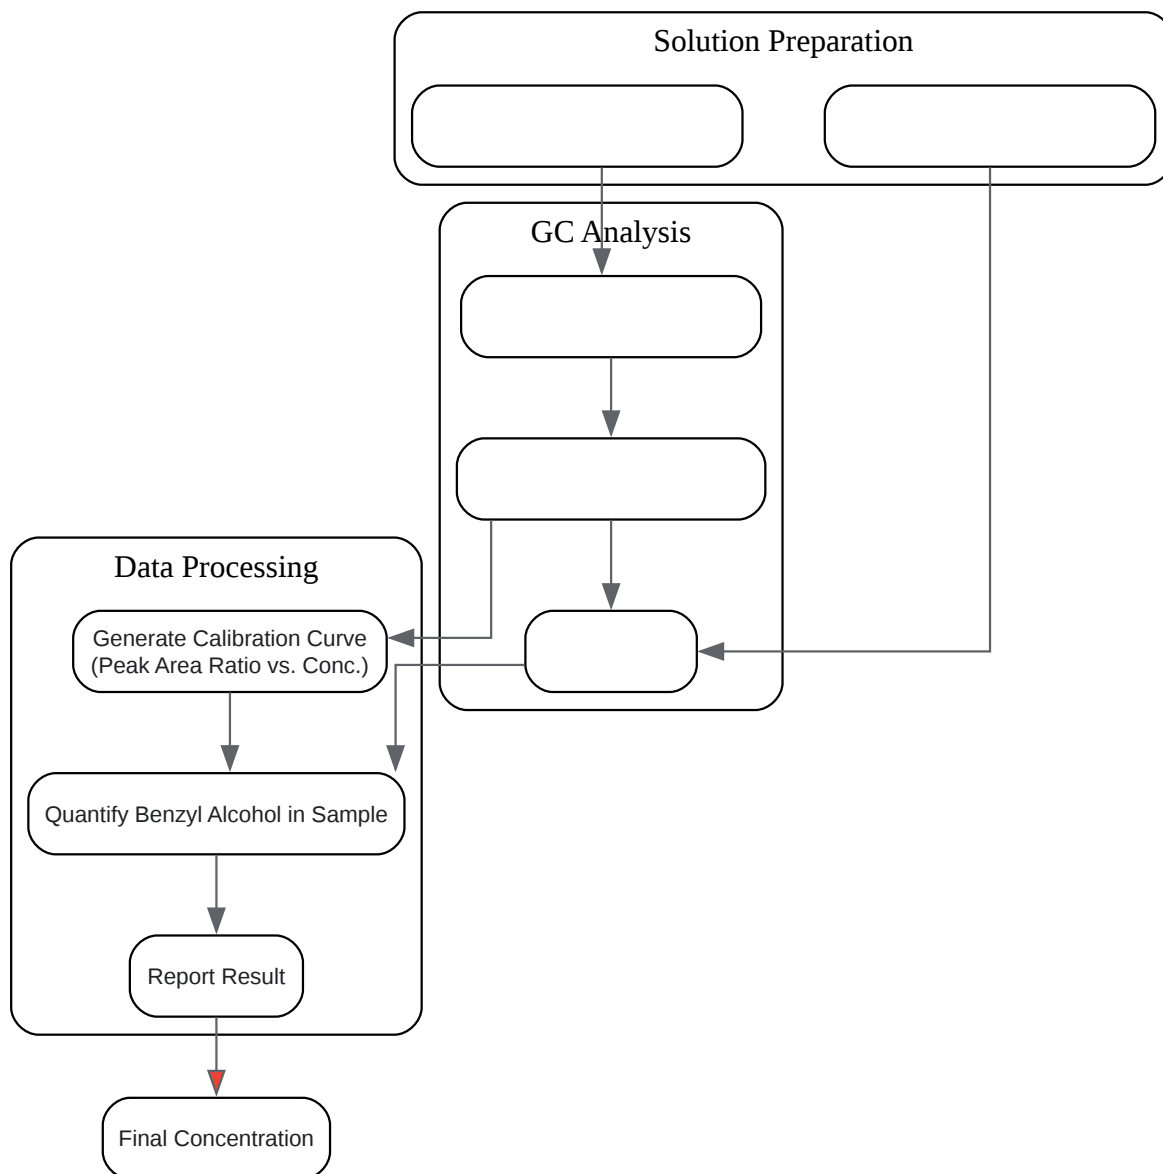 Solution Preparation
GC Analysis
Data Processing
Generate Calibration Curve
(Peak Area Ratio vs. Conc.)
Quantify Benzyl Alcohol in Sample
Report Result
Final Concentration